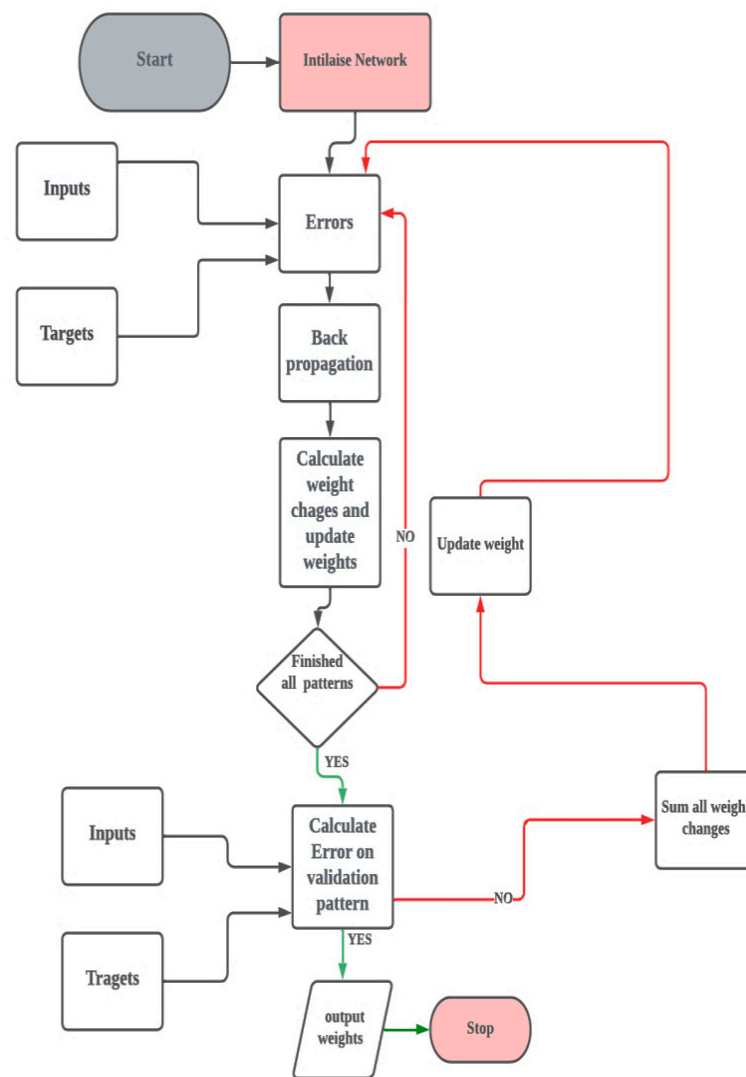 Start
Intilaise Network
Inputs
Errors
Targets
Back
propagation
Calculate
weight
chages and
update
weights
NO
Update weight
Finished
all patterns
YES
Inputs
Calculate
Error on
validation
pattern
Sum all weigh
changes
NO
YES
Tragets
output
weights
Stop